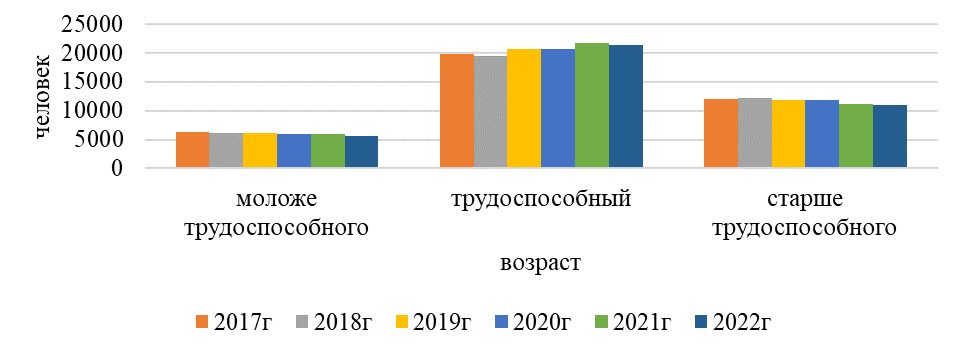 25000
20000
15000
10000
5000
0
человек
моложе трудоспособного
трудоспособный
старше трудоспособного
возраст
2017г 2018г 2019г 2020г 2021г 2022г